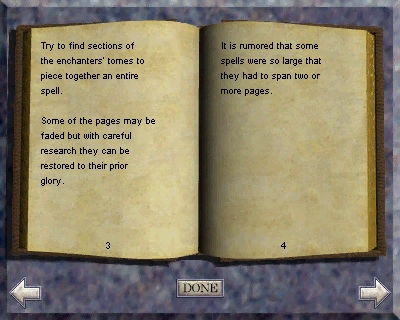 Try to find sections of
the enchanters' tomes to
piece together an entire
spell.
Some of the pages may be
faded but with careful
research they can be
restored to their prior
glory.
3
It is rumored that some
spells were so large that
they had to span two or
more pages.
4
DONE